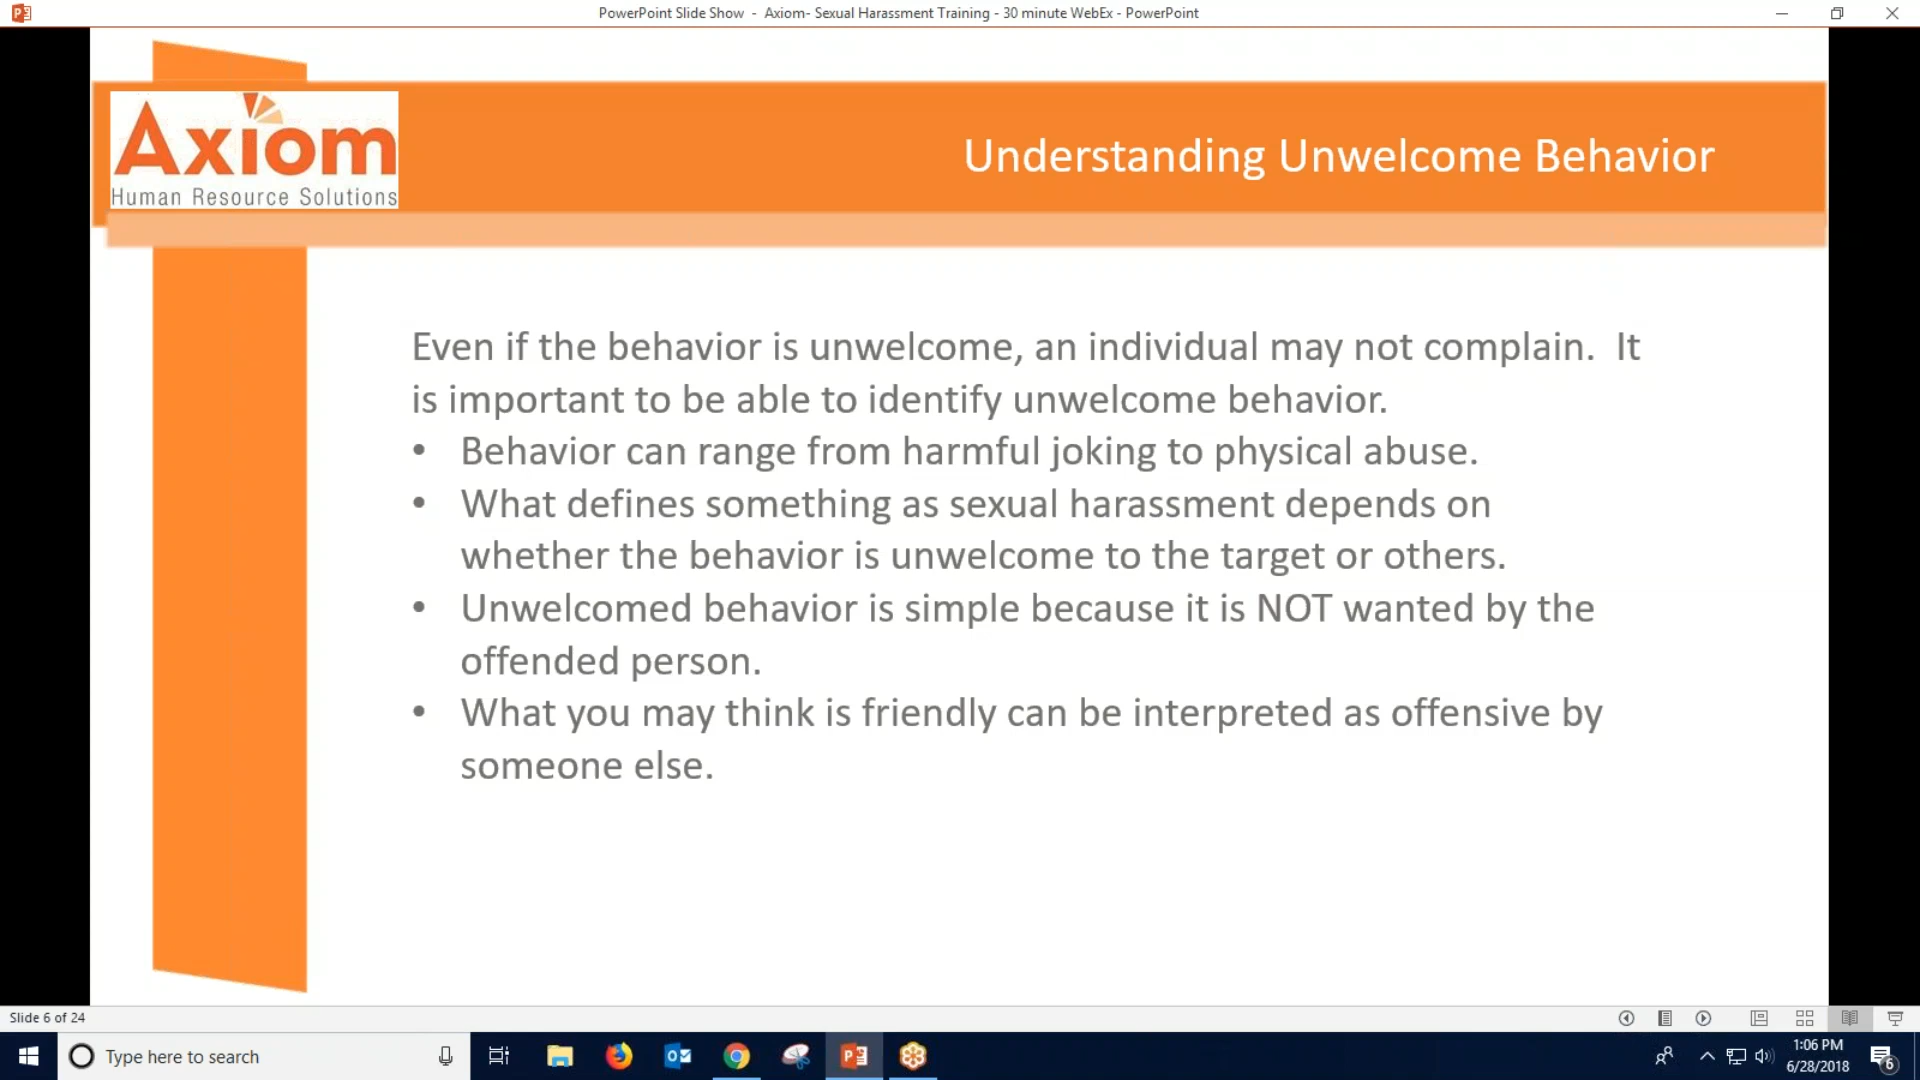 PowerPoint Slide Show - Axiom- Sexual Harassment Training - 30 minute WebEx - PowerPoint
Axiom
Human Resource Solutions
Understanding Unwelcome Behavior
Even if the behavior is unwelcome, an individual may not complain. It
is important to be able to identify unwelcome behavior.
• Behavior can range from harmful joking to physical abuse.
• What defines something as sexual harassment depends on
whether the behavior is unwelcome to the target or others.
• Unwelcomed behavior is simple because it is NOT wanted by the
offended person.
• What you may think is friendly can be interpreted as offensive by
someone else.
Slide 6 of 24
Type here to search
1:06 PM
6/28/2018
6